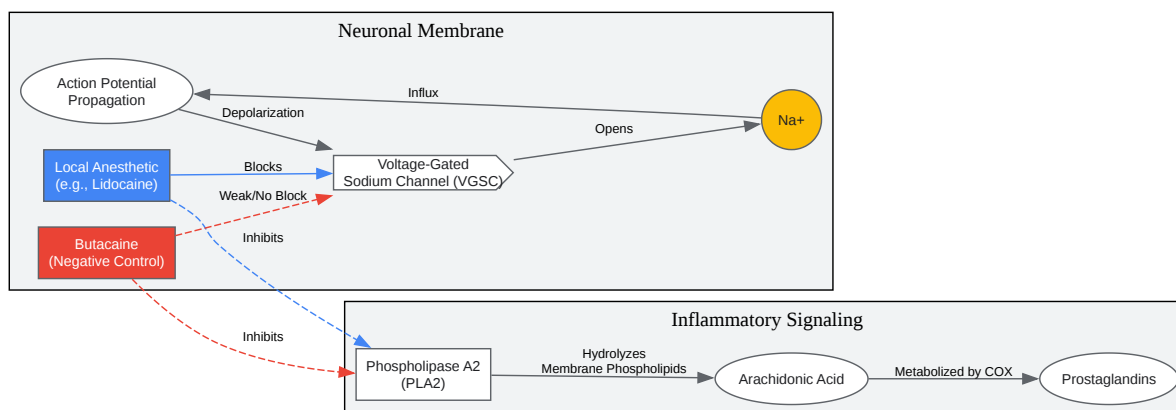 Neuronal Membrane
Action Potential
Propagation
Influx
Na+
Depolarization
Opens
Local Anesthetic
(e.g., Lidocaine)
Blocks
Voltage-Gated
Sodium Channel (VGSC)
Weak/No Block
Butacaine
(Negative Control)
Inhibits
Inhibits
Inflammatory Signaling
Phospholipase A2
(PLA2)
Hydrolyzes
Membrane Phospholipids
Arachidonic Acid
Metabolized by COX
Prostaglandins